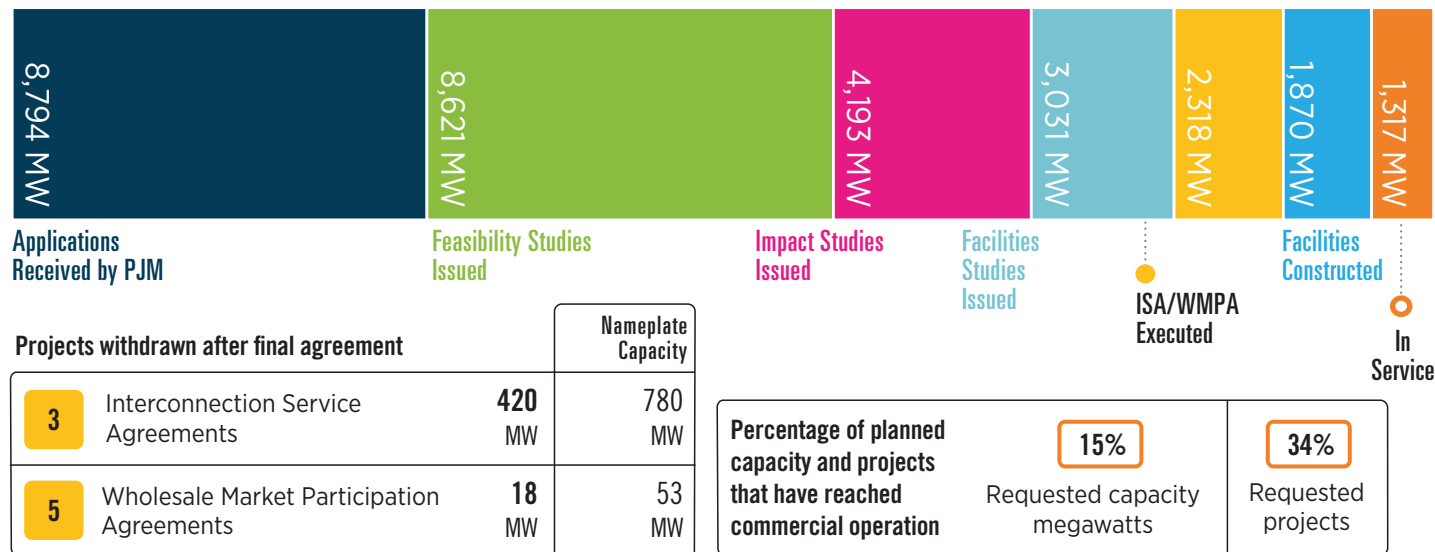 8,794 MW
8,621 MW
4,193 MW
3,031 MW
2,318 MW
1,870 MW
1,317 MW
Applications
Received by PJM
Feasibility Studies
Issued
Impact Studies
Issued
Facilities
Studies
Issued
ISA/WMPA
Executed
Facilities
Constructed
In
Service
Projects withdrawn after final agreement
Nameplate
Capacity
3
Interconnection Service
Agreements
420
MW
780
MW
5
Wholesale Market Participation
Agreements
18
MW
53
MW
Percentage of planned
capacity and projects
that have reached
commercial operation
15%
Requested capacity
megawatts
34%
Requested
projects